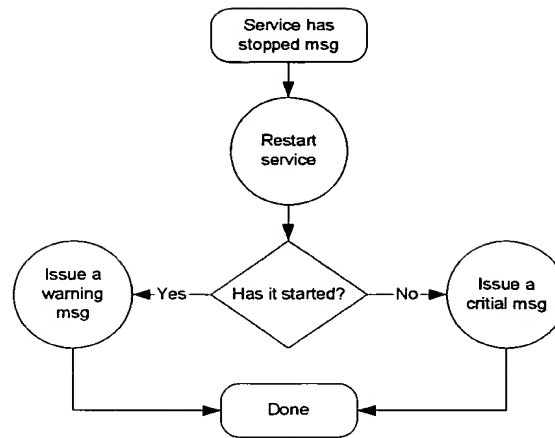 Service has
stopped msg
Restart
service
Issue a
warning
msg
Yes
Has it started?
No
Issue a
critial msg
Done